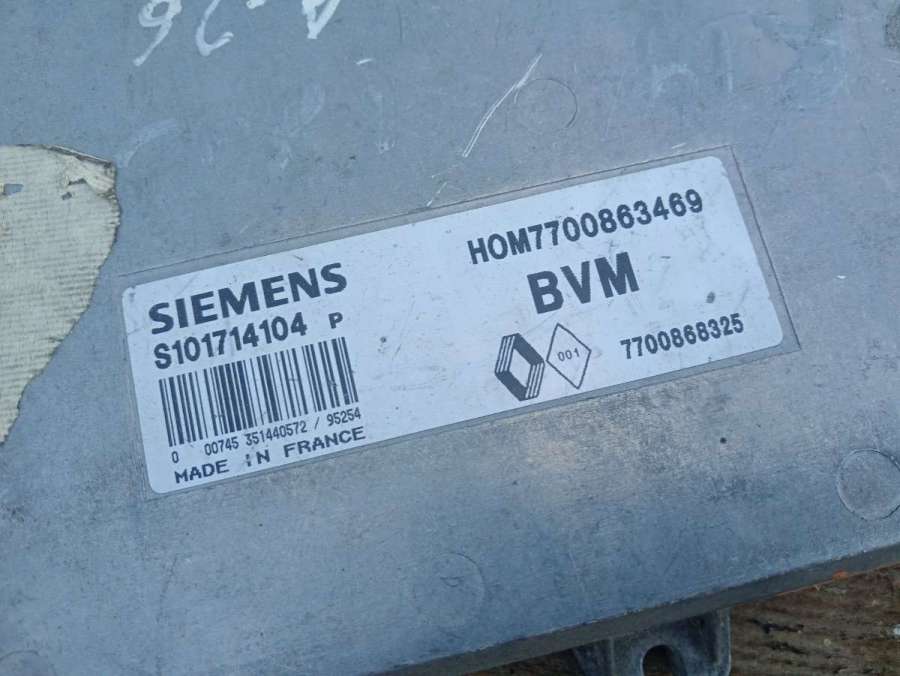 SIEMENS
S101714104 P
0 00745 351440572 / 95254
MADE IN FRANCE
HOM7700863469
BVM
001
7700868325